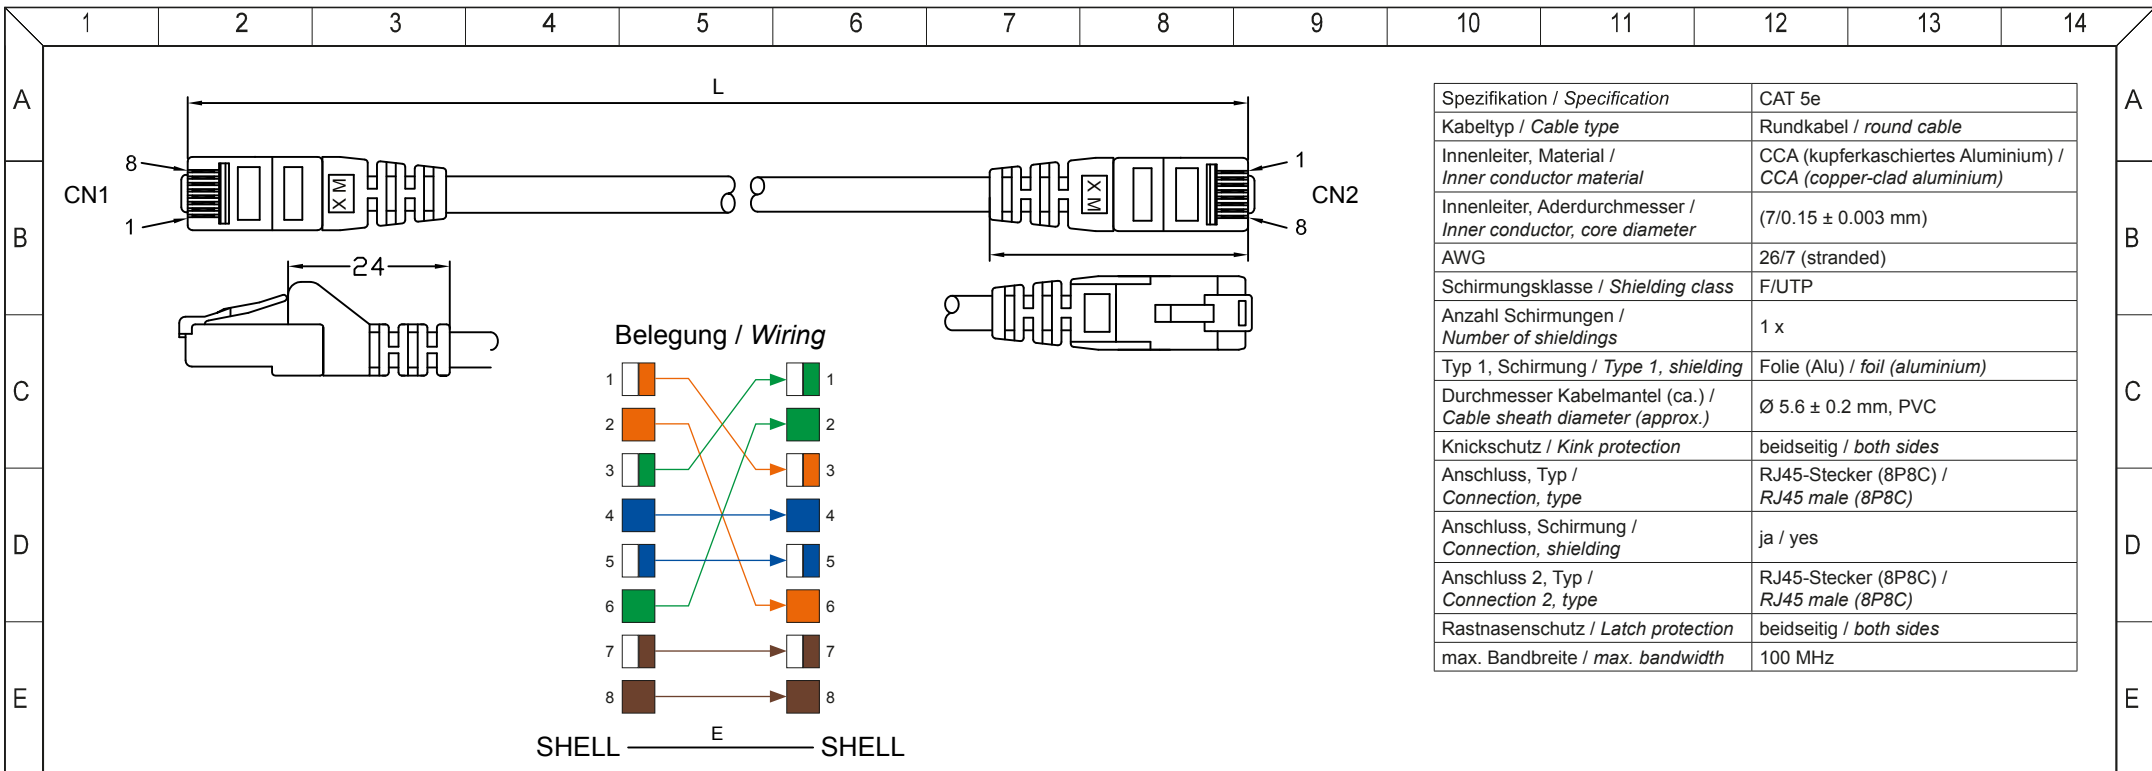 1 2 3 4 5 6 7 8 9 10 11 12 13 14
A A
B B
C C
D D
E E
L
8
CN1
1
X M
X M
1
CN2
8
24
Belegung / Wiring
1 1
2 2
3 3
4 4
5 5
6 6
7 7
8 8
SHELL E SHELL
Spezifikation / Specification CAT 5e
Kabeltyp / Cable type Rundkabel / round cable
Innenleiter, Material / CCA (kupferkaschiertes Aluminium) /
Inner conductor material CCA (copper-clad aluminium)
Innenleiter, Aderdurchmesser /
Inner conductor, core diameter (7/0.15 ± 0.003 mm)
AWG 26/7 (stranded)
Schirmungsklasse / Shielding class F/UTP
Anzahl Schirmungen /
Number of shieldings 1 x
Typ 1, Schirmung / Type 1, shielding Folie (Alu) / foil (aluminium)
Durchmesser Kabelmantel (ca.) /
Cable sheath diameter (approx.) Ø 5.6 ± 0.2 mm, PVC
Knickschutz / Kink protection beidseitig / both sides
Anschluss, Typ / RJ45-Stecker (8P8C) /
Connection, type RJ45 male (8P8C)
Anschluss, Schirmung /
Connection, shielding ja / yes
Anschluss 2, Typ / RJ45-Stecker (8P8C) /
Connection 2, type RJ45 male (8P8C)
Rastnasenschutz / Latch protection beidseitig / both sides
max. Bandbreite / max. bandwidth 100 MHz